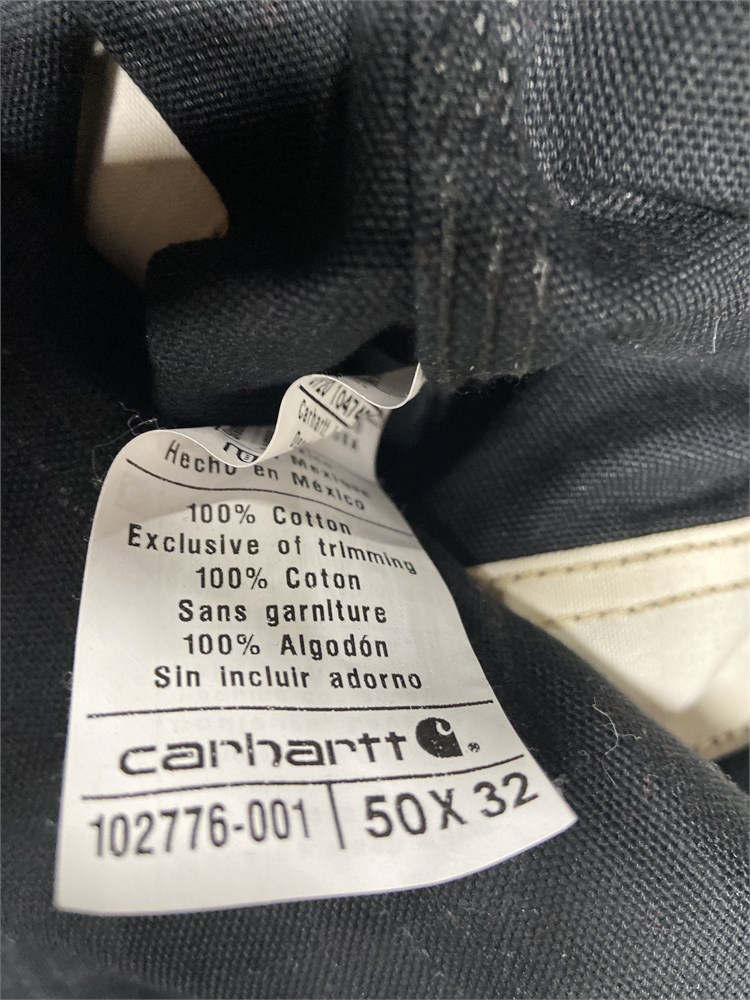 Carhartt
Hecho en México
100% Cotton
Exclusive of trimming
100% Coton
Sans garniture
100% Algodón
Sin incluir adorno
carhartt ®
102776-001 | 50 X 32